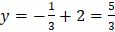 y = −1/3 + 2 = 5/3